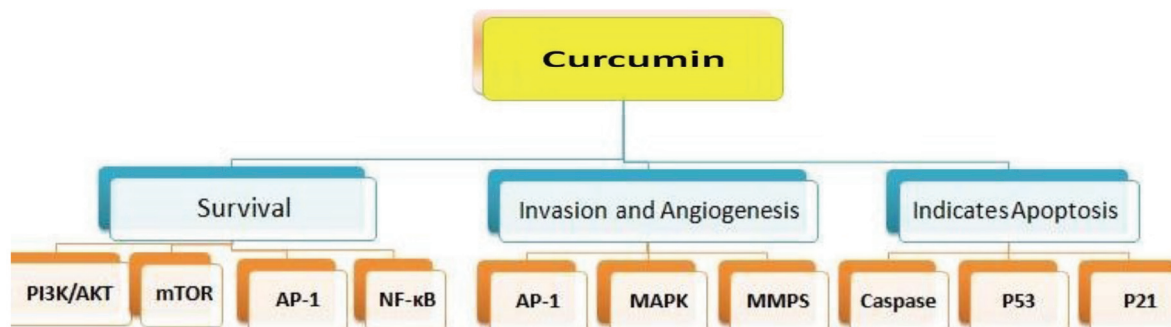 Curcumin
Survival
Invasion and Angiogenesis
Indicates Apoptosis
PI3K/AKT
mTOR
AP-1
NF-κB
AP-1
MAPK
MMPS
Caspase
P53
P21